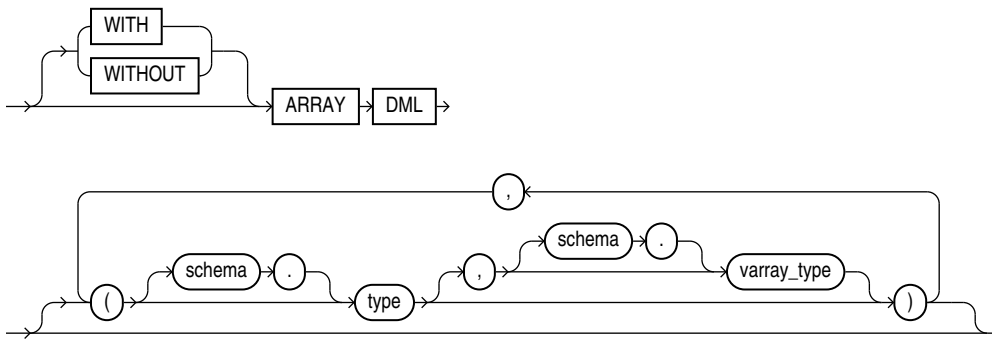 WITH
WITHOUT
ARRAY DML
,
schema .
schema .
,
varray_type
( type )